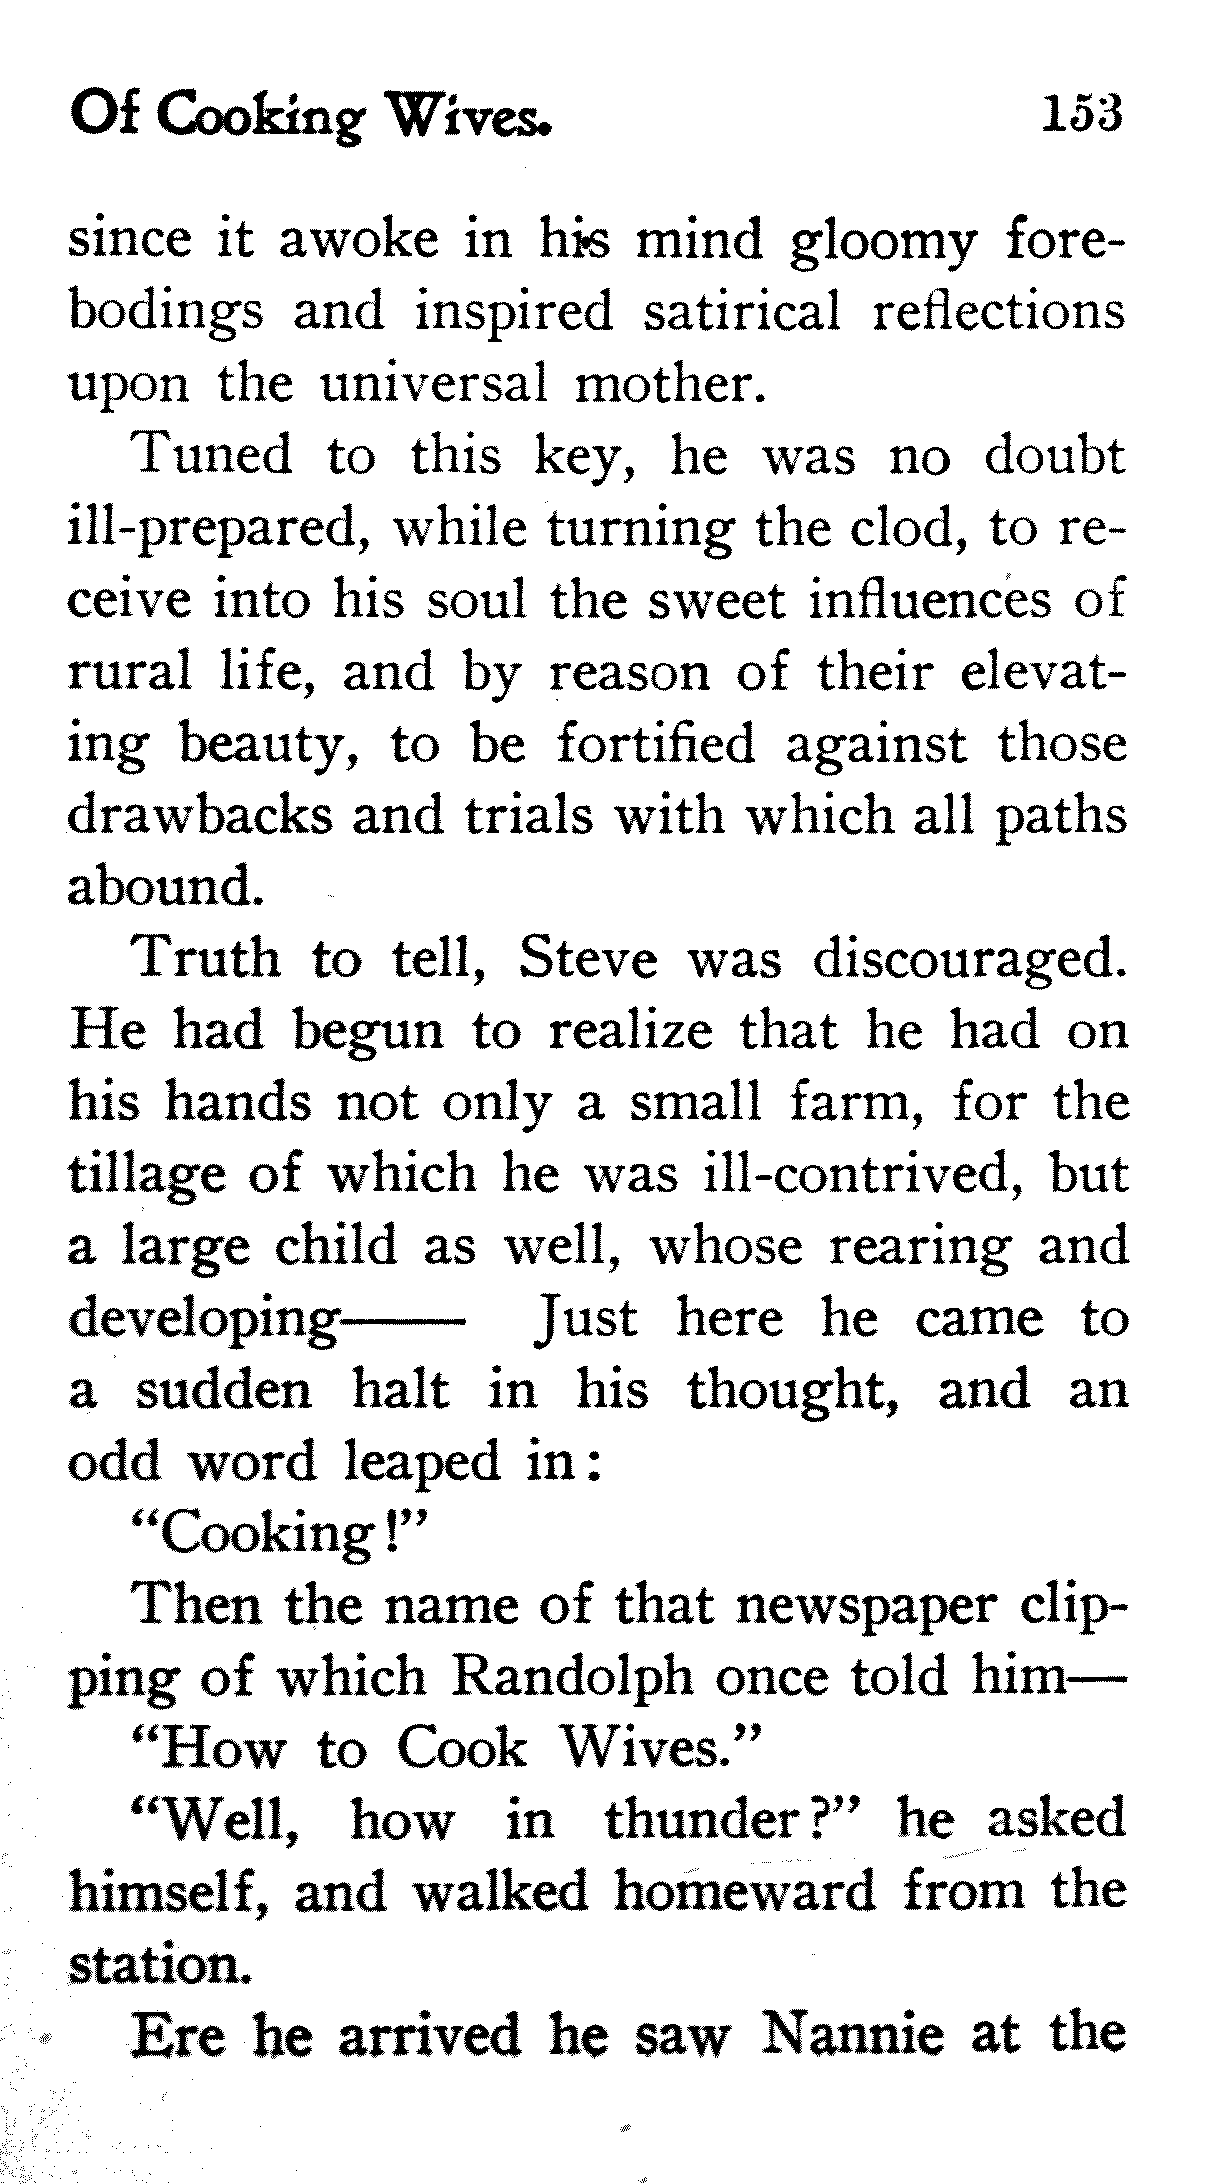 Of Cooking Wives. 153
since it awoke in his mind gloomy fore-
bodings and inspired satirical reflections
upon the universal mother.
Tuned to this key, he was no doubt
ill-prepared, while turning the clod, to re-
ceive into his soul the sweet influences of
rural life, and by reason of their elevat-
ing beauty, to be fortified against those
drawbacks and trials with which all paths
abound.
Truth to tell, Steve was discouraged.
He had begun to realize that he had on
his hands not only a small farm, for the
tillage of which he was ill-contrived, but
a large child as well, whose rearing and
developing—— Just here he came to
a sudden halt in his thought, and an
odd word leaped in:
“Cooking!”
Then the name of that newspaper clip-
ping of which Randolph once told him—
“How to Cook Wives.”
“Well, how in thunder?” he asked
himself, and walked homeward from the
station.
Ere he arrived he saw Nannie at the